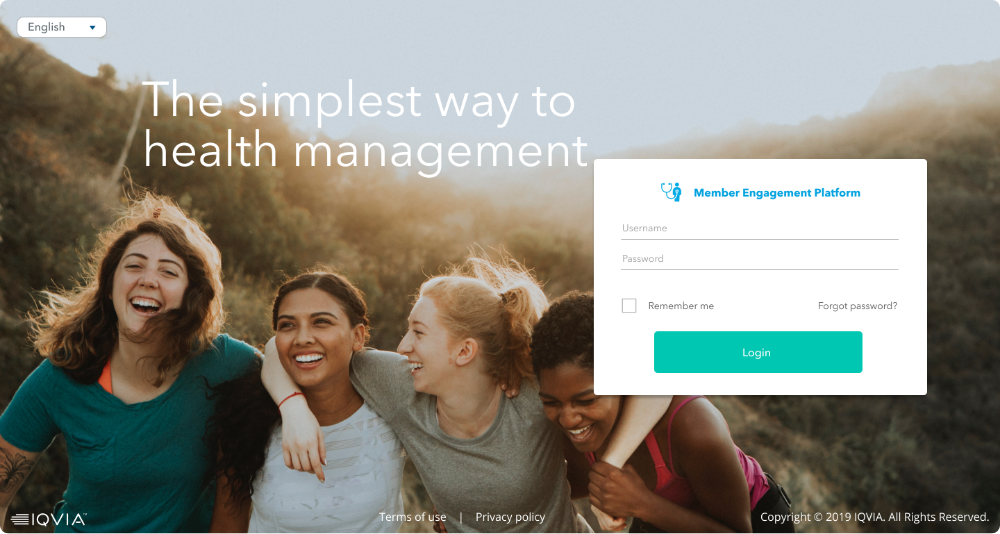 English
The simplest way to
health management
Member Engagement Platform
Username
Password
Remember me
Forgot password?
Login
IQVIA™
Terms of use | Privacy policy
Copyright © 2019 IQVIA. All Rights Reserved.